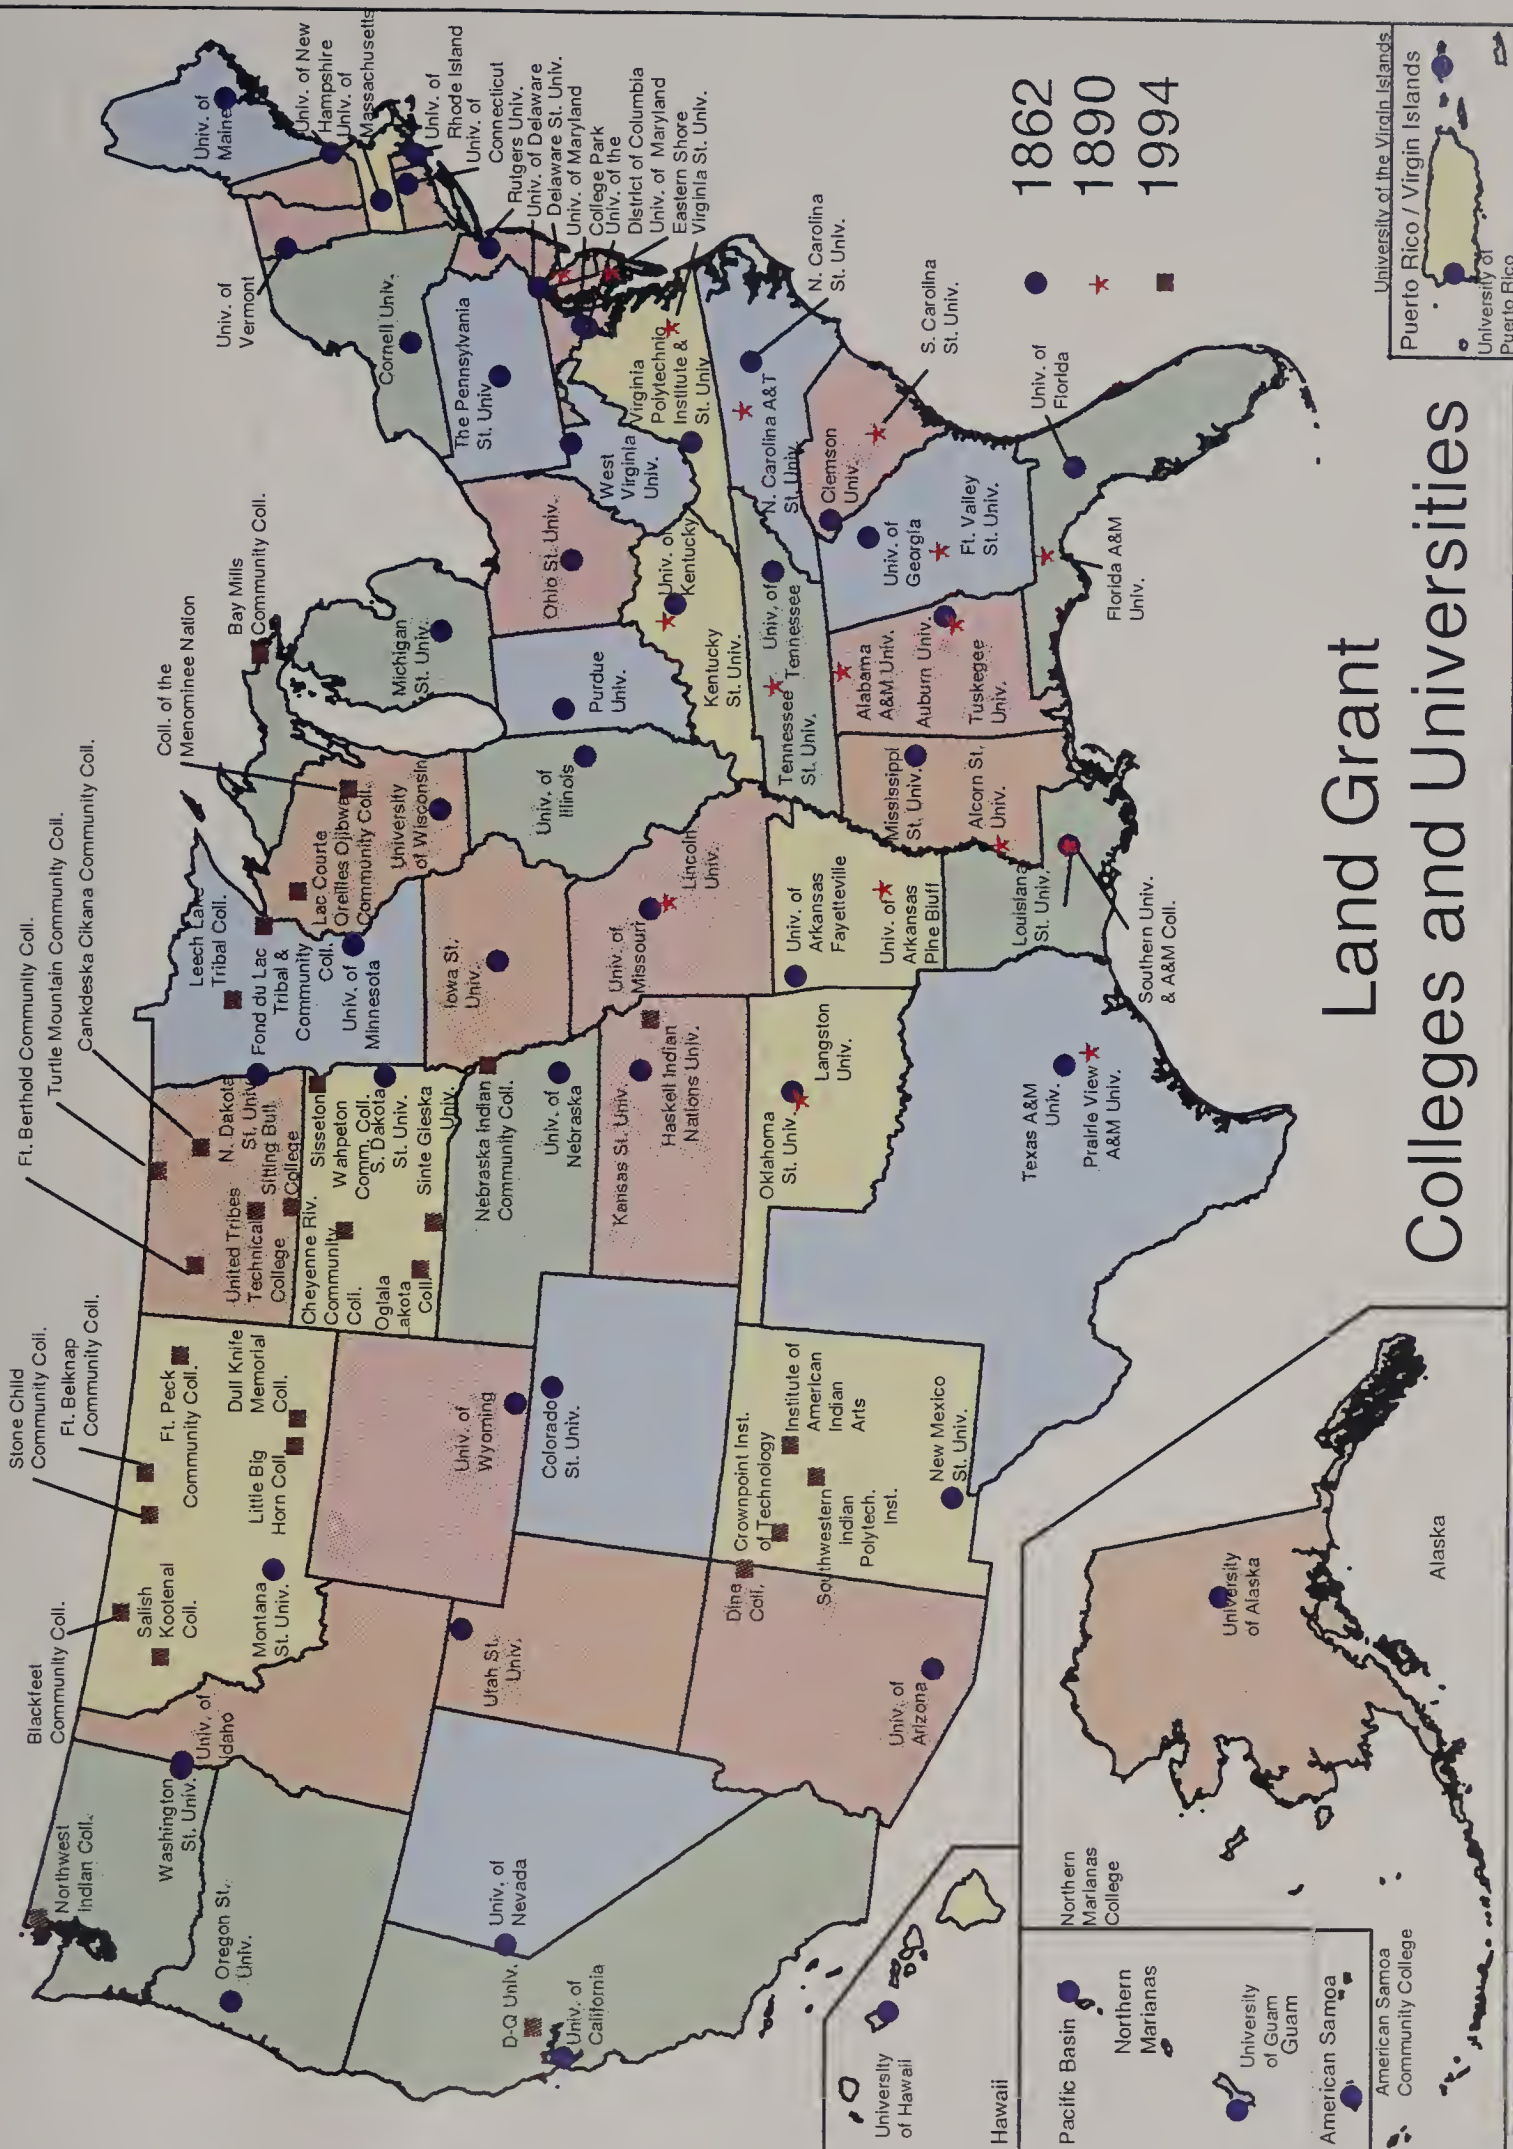 Blackfeet
Community Coll.
Stone Child
Community Coll.
Ft. Belknap
Community Coll.
Ft. Berthold Community Coll.
Turtle Mountain Community Coll.
Cankdeska Cikana Community Coll.
Coll. of the
Menominee Nation
Bay Mills
Community Coll.
Northwest
Indian Coll.
Washington
St. Univ.
Oregon St.
Univ.
Univ. of
Idaho
Salish
Kootenai
Coll.
Montana
St. Univ.
Little Big
Horn Coll.
Ft. Peck
Community Coll.
Dull Knife
Memorial
Coll.
N. Dakota
St. Univ.
Sitting Bull
College
United Tribes
Technical
College
Sisseton
Wahpeton
Comm. Coll.
S. Dakota
St. Univ.
Sinte Gleska
Univ.
Cheyenne Riv.
Community
Coll.
Oglala
Lakota
Coll.
Leech Lake
Tribal Coll.
Fond du Lac
Tribal &
Community
Coll.
Univ. of
Minnesota
Lac Courte
Oreilles Ojibwa
Community Coll.
University
of Wisconsin
Michigan
St. Univ.
Univ. of
Nevada
D-Q Univ.
Univ. of
California
Utah St.
Univ.
Univ. of
Wyoming
Colorado
St. Univ.
Nebraska Indian
Community Coll.
Univ. of
Nebraska
Kansas St. Univ.
Haskell Indian
Nations Univ.
Iowa St.
Univ.
Univ. of
Missouri
Lincoln
Univ.
Univ. of
Illinois
Purdue
Univ.
Ohio St. Univ.
Univ. of
Kentucky
Kentucky
St. Univ.
Univ. of
Tennessee
Tennessee
St. Univ.
Univ. of
Arizona
Dine
Coll.
Crownpoint Inst.
of Technology
Southwestern
Indian
Polytech.
Inst.
Institute of
American
Indian
Arts
New Mexico
St. Univ.
Oklahoma
St. Univ.
Langston
Univ.
Texas A&M
Univ.
Prairie View
A&M Univ.
Univ. of
Arkansas
Fayetteville
Univ. of
Arkansas
Pine Bluff
Louisiana
St. Univ.
Southern Univ.
& A&M Coll.
Mississippi
St. Univ.
Alcorn St.
Univ.
Alabama
A&M Univ.
Auburn Univ.
Tuskegee
Univ.
Univ. of
Georgia
Ft. Valley
St. Univ.
Florida A&M
Univ.
Univ. of
Florida
Clemson
Univ.
S. Carolina
St. Univ.
N. Carolina A&T
St. Univ.
N. Carolina
St. Univ.
West
Virginia
Univ.
Virginia
Polytechnic
Institute &
St. Univ.
The Pennsylvania
St. Univ.
Cornell Univ.
Univ. of
Vermont
Univ. of
Maine
Univ. of New
Hampshire
Univ. of
Massachusetts
Univ. of
Rhode Island
Univ. of
Connecticut
Rutgers Univ.
Univ. of Delaware
Delaware St. Univ.
Univ. of Maryland
College Park
Univ. of the
District of Columbia
Univ. of Maryland
Eastern Shore
Virginia St. Univ.
1862
1890
1994
Land Grant
Colleges and Universities
University of the Virgin Islands
Puerto Rico / Virgin Islands
University of
Puerto Rico
University
of Hawaii
Hawaii
Pacific Basin
Northern
Marianas
College
Northern
Marianas
University
of Guam
Guam
American Samoa
American Samoa
Community College
University
of Alaska
Alaska